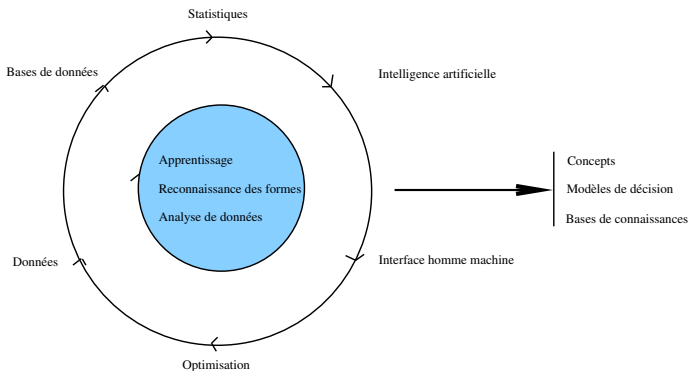 Statistiques
Bases de données
Intelligence artificielle
Apprentissage
Reconnaissance des formes
Analyse de données
Concepts
Modèles de décision
Bases de connaissances
Données
Interface homme machine
Optimisation